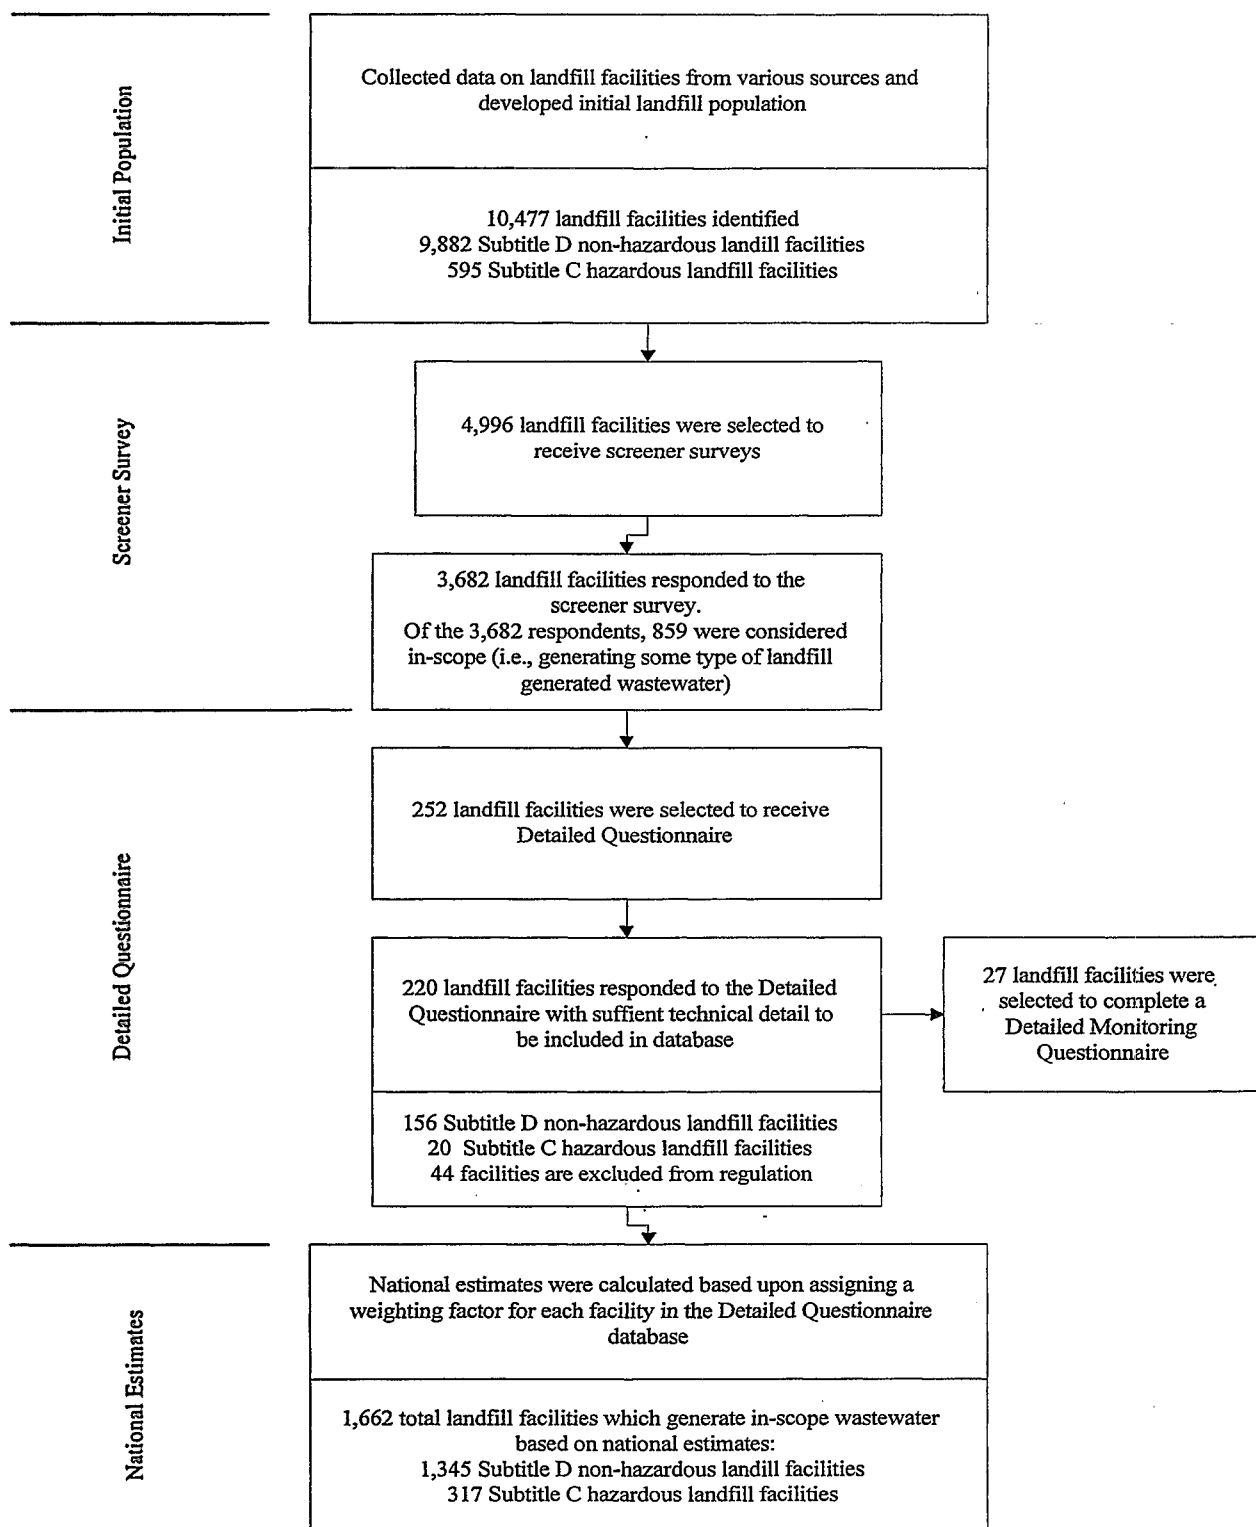 Initial Population
Collected data on landfill facilities from various sources and
developed initial landfill population
10,477 landfill facilities identified
9,882 Subtitle D non-hazardous landill facilities
595 Subtitle C hazardous landfill facilities
Screener Survey
4,996 landfill facilities were selected to
receive screener surveys
3,682 landfill facilities responded to the
screener survey.
Of the 3,682 respondents, 859 were considered
in-scope (i.e., generating some type of landfill
generated wastewater)
Detailed Questionnaire
252 landfill facilities were selected to receive
Detailed Questionnaire
220 landfill facilities responded to the Detailed
Questionnaire with suffient technical detail to
be included in database
27 landfill facilities were
selected to complete a
Detailed Monitoring
Questionnaire
156 Subtitle D non-hazardous landfill facilities
20 Subtitle C hazardous landfill facilities
44 facilities are excluded from regulation
National Estimates
National estimates were calculated based upon assigning a
weighting factor for each facility in the Detailed Questionnaire
database
1,662 total landfill facilities which generate in-scope wastewater
based on national estimates:
1,345 Subtitle D non-hazardous landill facilities
317 Subtitle C hazardous landfill facilities